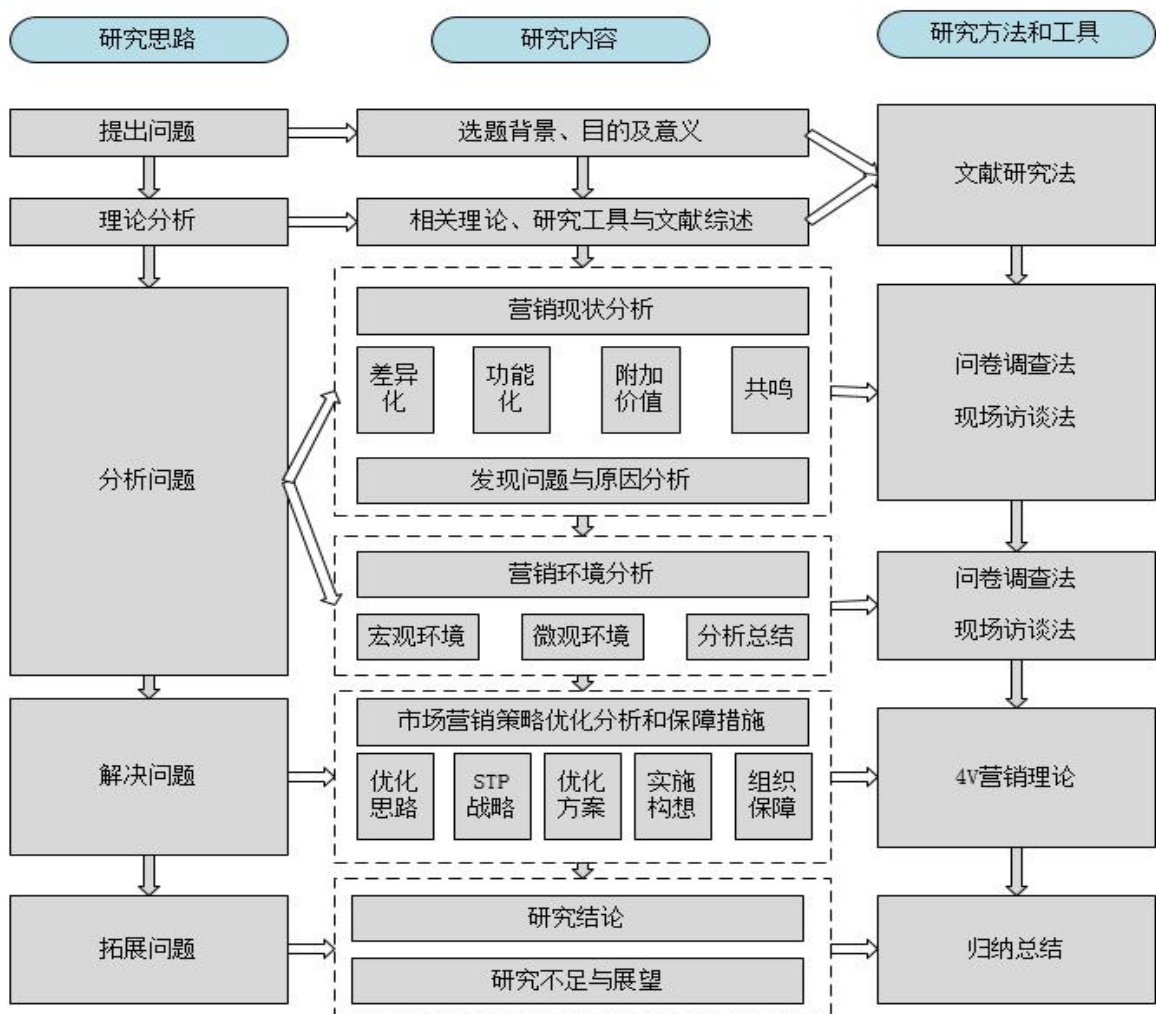 研究思路
研究内容
研究方法和工具
提出问题
选题背景、目的及意义
文献研究法
理论分析
相关理论、研究工具与文献综述
分析问题
营销现状分析
差异
化
功能
化
附加
价值
共鸣
发现问题与原因分析
问卷调查法
现场访谈法
营销环境分析
宏观环境
微观环境
分析总结
问卷调查法
现场访谈法
解决问题
市场营销策略优化分析和保障措施
优化
思路
STP
战略
优化
方案
实施
构想
组织
保障
4V营销理论
拓展问题
研究结论
研究不足与展望
归纳总结